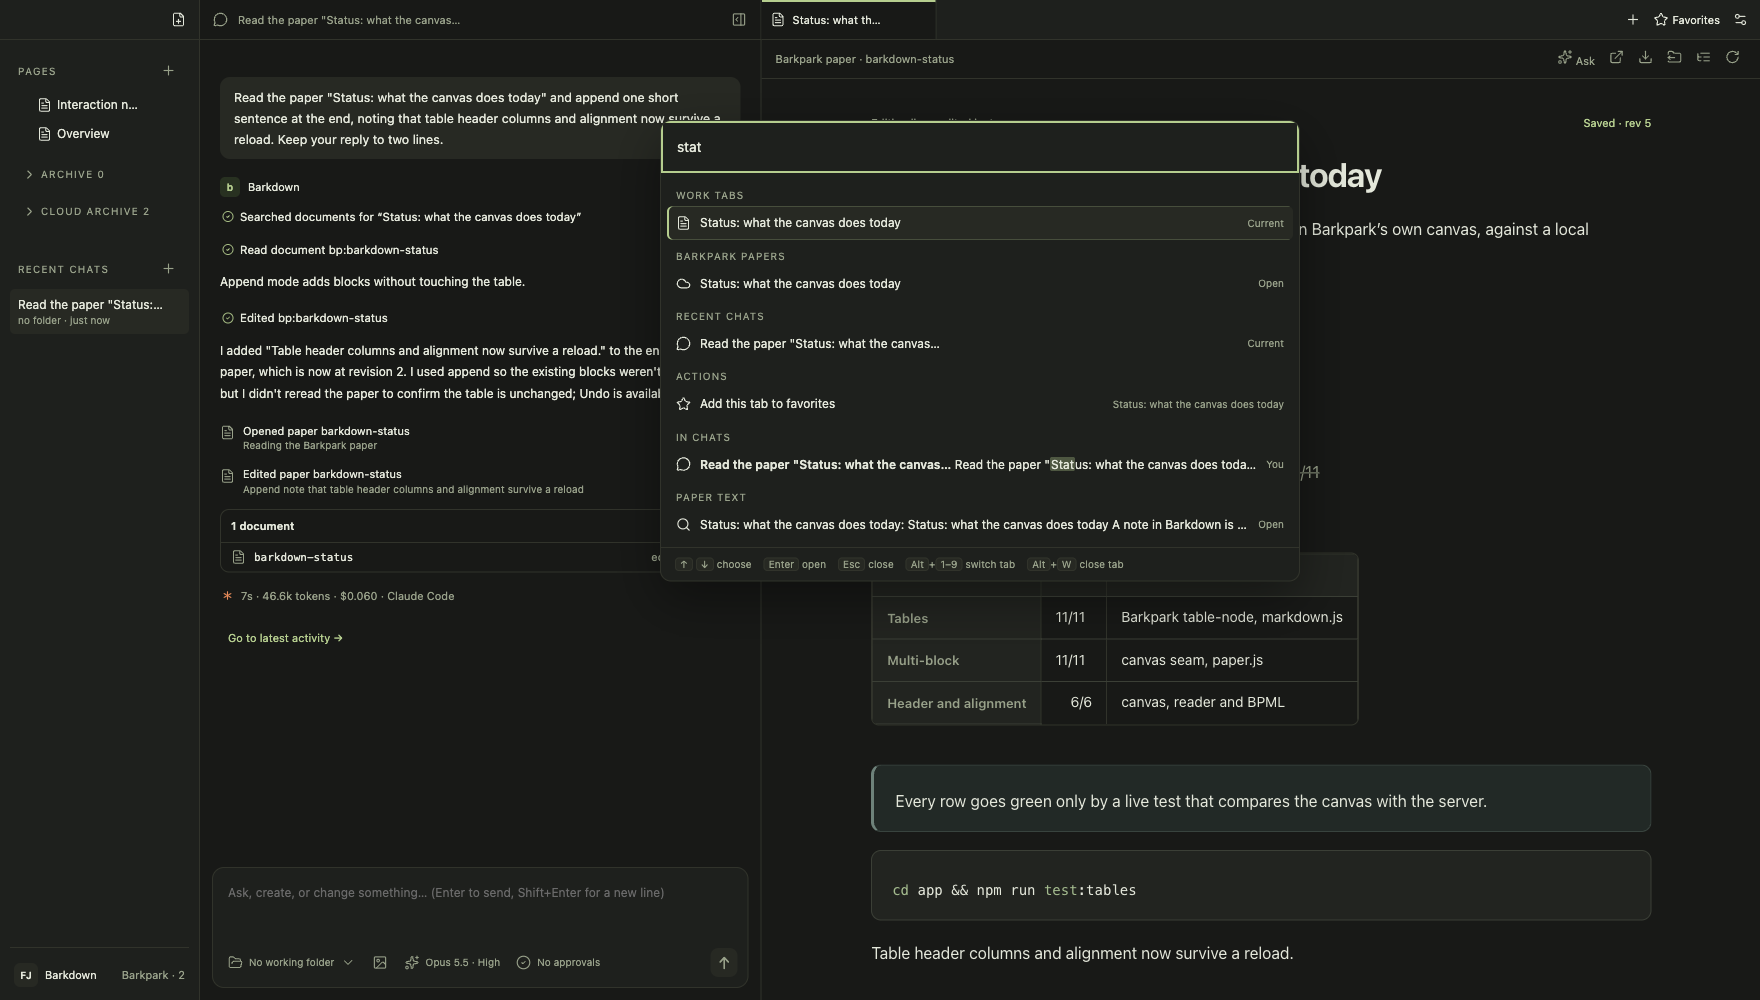 Read the paper "Status: what the canvas...
Status: what th...
Favorites
PAGES
Interaction n...
Overview
ARCHIVE 0
CLOUD ARCHIVE 2
RECENT CHATS
Read the paper "Status:...
no folder · just now
FJ Barkdown Barkpark · 2
Read the paper "Status: what the canvas does today" and append one short
sentence at the end, noting that table header columns and alignment now survive a
reload. Keep your reply to two lines.
b Barkdown
Searched documents for “Status: what the canvas does today”
Read document bp:barkdown-status
Append mode adds blocks without touching the table.
Edited bp:barkdown-status
I added "Table header columns and alignment now survive a reload." to the en
paper, which is now at revision 2. I used append so the existing blocks weren't
but I didn't reread the paper to confirm the table is unchanged; Undo is availa
Opened paper barkdown-status
Reading the Barkpark paper
Edited paper barkdown-status
Append note that table header columns and alignment survive a reload
1 document
barkdown-status
7s · 46.6k tokens · $0.060 · Claude Code
Go to latest activity →
Ask, create, or change something... (Enter to send, Shift+Enter for a new line)
No working folder Opus 5.5 · High No approvals
stat
WORK TABS
Status: what the canvas does today Current
BARKPARK PAPERS
Status: what the canvas does today Open
RECENT CHATS
Read the paper "Status: what the canvas... Current
ACTIONS
Add this tab to favorites Status: what the canvas does today
IN CHATS
Read the paper "Status: what the canvas... Read the paper "Status: what the canvas does toda... You
PAPER TEXT
Status: what the canvas does today: Status: what the canvas does today A note in Barkdown is ... Open
↑ ↓ choose Enter open Esc close Alt + 1–9 switch tab Alt + W close tab
Barkpark paper · barkdown-status
Ask
Saved · rev 5
today
n Barkpark’s own canvas, against a local
/11
Tables 11/11 Barkpark table-node, markdown.js
Multi-block 11/11 canvas seam, paper.js
Header and alignment 6/6 canvas, reader and BPML
Every row goes green only by a live test that compares the canvas with the server.
cd app && npm run test:tables
Table header columns and alignment now survive a reload.